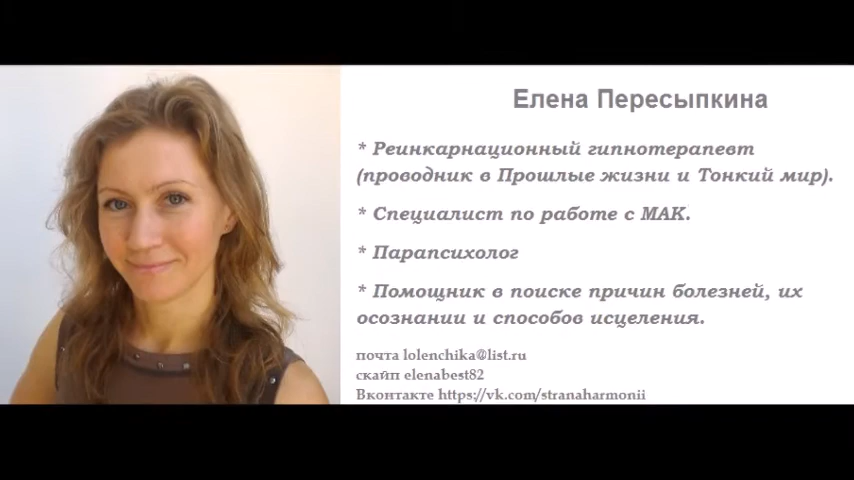 Елена Пересыпкина
* Реинкарнационный гипнотерапевт
(проводник в Прошлые жизни и Тонкий мир).
* Специалист по работе с МАК.
* Парапсихолог
* Помощник в поиске причин болезней, их
осознании и способов исцеления.
почта lolenchika@list.ru
скайп elenabest82
Вконтакте https://vk.com/stranaharmonii